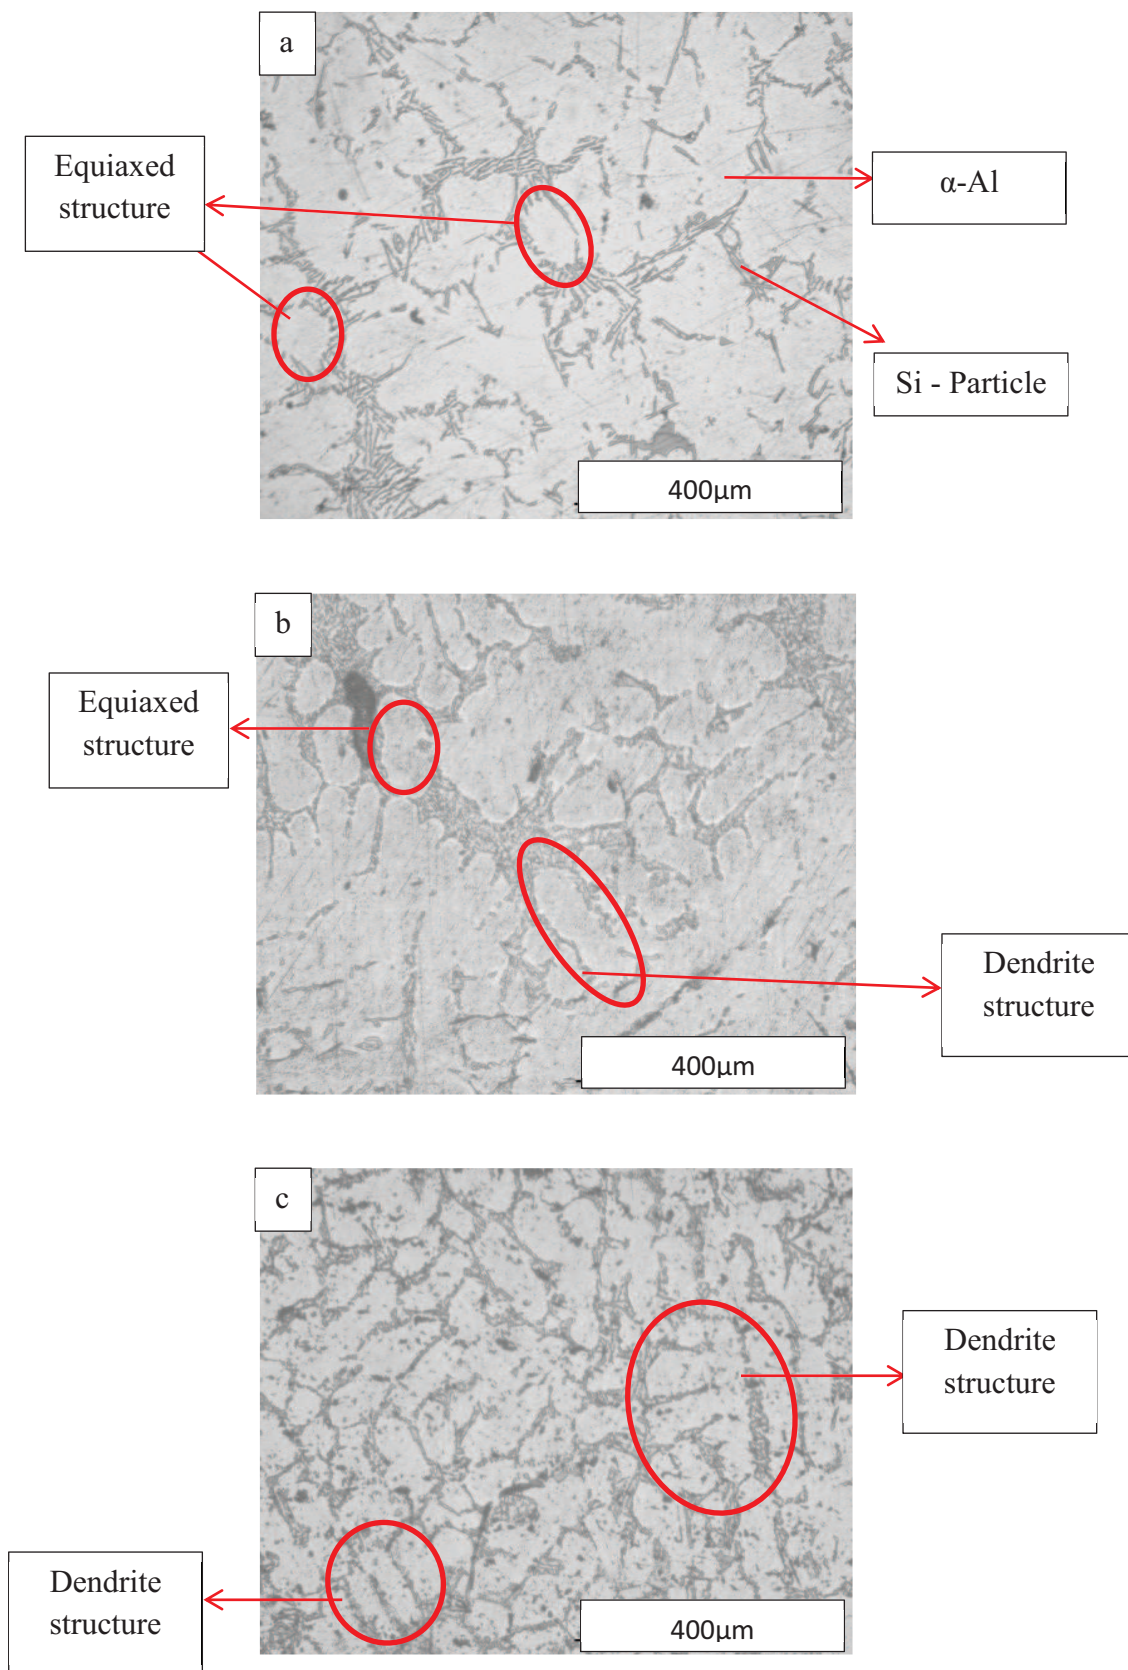 a
Equiaxed
structure
α-Al
Si - Particle
400µm
b
Equiaxed
structure
Dendrite
structure
400µm
c
Dendrite
structure
Dendrite
structure
400µm